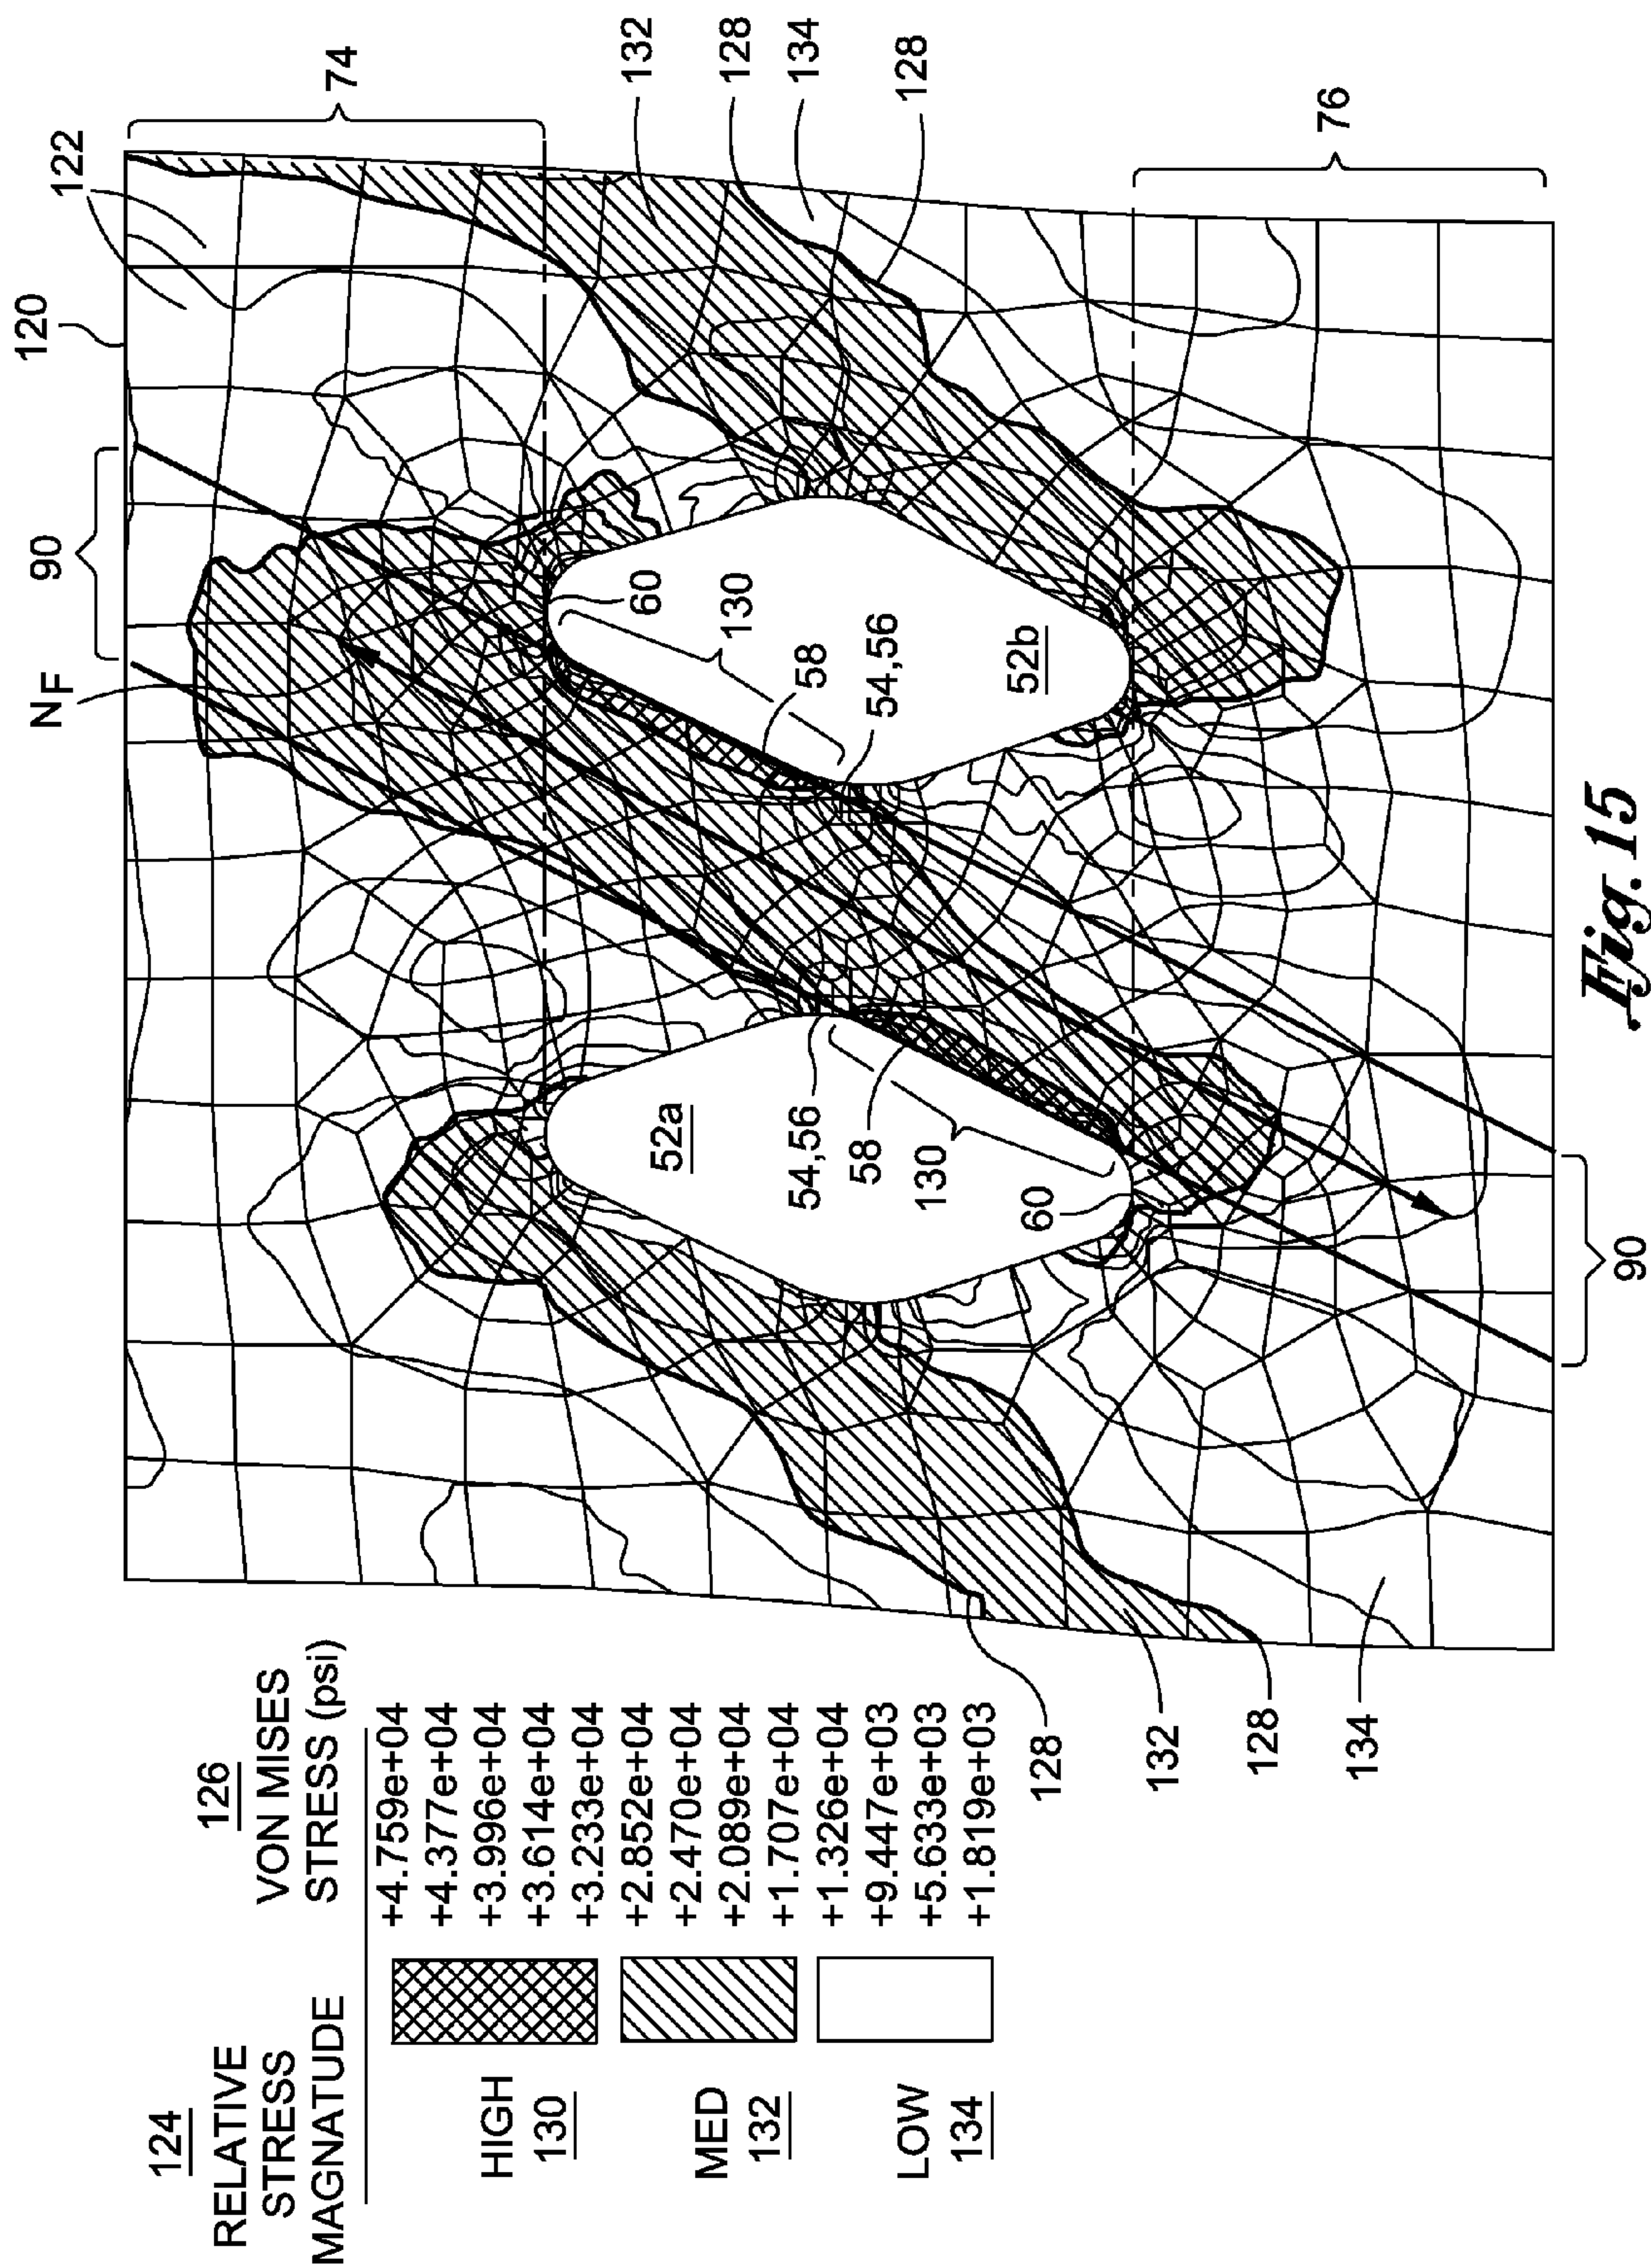 124
RELATIVE
STRESS
MAGNATUDE
126
VON MISES
STRESS (psi)
HIGH
130
MED
132
LOW
134
+4.759e+04
+4.377e+04
+3.996e+04
+3.614e+04
+3.233e+04
+2.852e+04
+2.470e+04
+2.089e+04
+1.707e+04
+1.326e+04
+9.447e+03
+5.633e+03
+1.819e+03
NF
90
120
122
74
132
128
134
128
60
130
58
54,56
52b
52a
54,56
58
130
60
76
128
132
128
134
90
Fig. 15